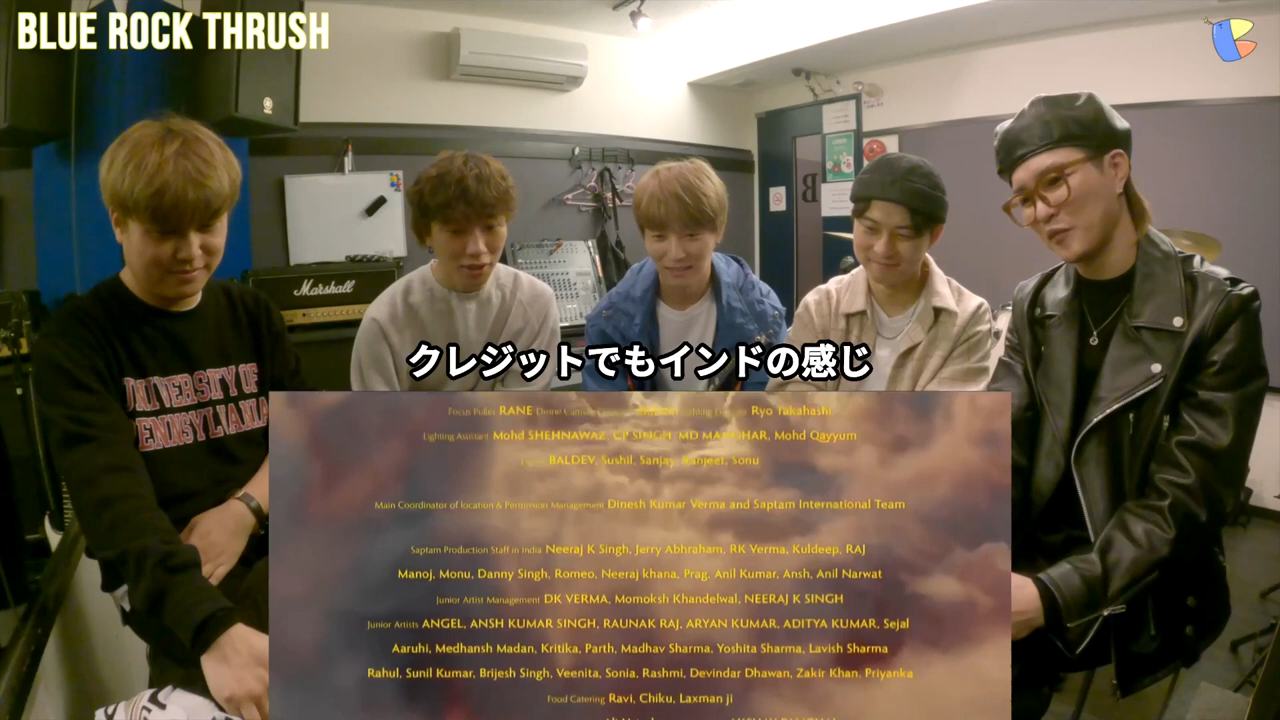 BLUE ROCK THRUSH
Marshall
B
UNIVERSITY OF
PENNSYLVANIA
クレジットでもインドの感じ
Focus Puller RANE Ryo Takahashi
Lighting Assistant Mohd SHEHNAWAZ, CP SINGH, MD MANOHAR, Mohd Qayyum
BALDEV, Sushil, Sanjay, Ranjeet, Sonu
Main Coordinator of location & Permission Management Dinesh Kumar Verma and Saptam International Team
Saptam Production Staff in India Neeraj K Singh, Jerry Abhraham, RK Verma, Kuldeep, RAJ
Manoj, Monu, Danny Singh, Romeo, Neeraj khana, Prag, Anil Kumar, Ansh, Anil Narwat
Junior Artist Management DK VERMA, Momoksh Khandelwal, NEERAJ K SINGH
Junior Artists ANGEL, ANSH KUMAR SINGH, RAUNAK RAJ, ARYAN KUMAR, ADITYA KUMAR, Sejal
Aaruhi, Medhansh Madan, Kritika, Parth, Madhav Sharma, Yoshita Sharma, Lavish Sharma
Rahul, Sunil Kumar, Brijesh Singh, Veenita, Sonia, Rashmi, Devindar Dhawan, Zakir Khan, Priyanka
Food Catering Ravi, Chiku, Laxman ji